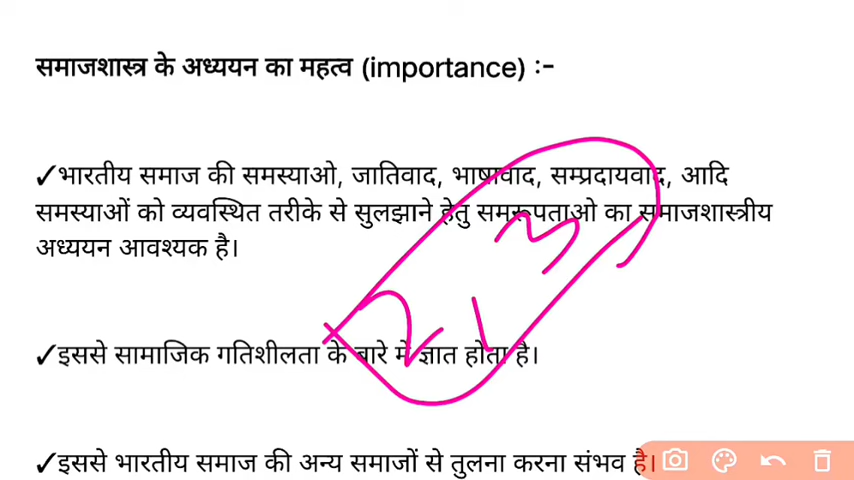 समाजशास्त्र के अध्ययन का महत्व (importance) :-
✓भारतीय समाज की समस्याओ, जातिवाद, भाषावाद, सम्प्रदायवाद, आदि
समस्याओं को व्यवस्थित तरीके से सुलझाने हेतु समरूपताओ का समाजशास्त्रीय
अध्ययन आवश्यक है।
✓इससे सामाजिक गतिशीलता के बारे में ज्ञात होता है।
✓इससे भारतीय समाज की अन्य समाजों से तुलना करना संभव है।